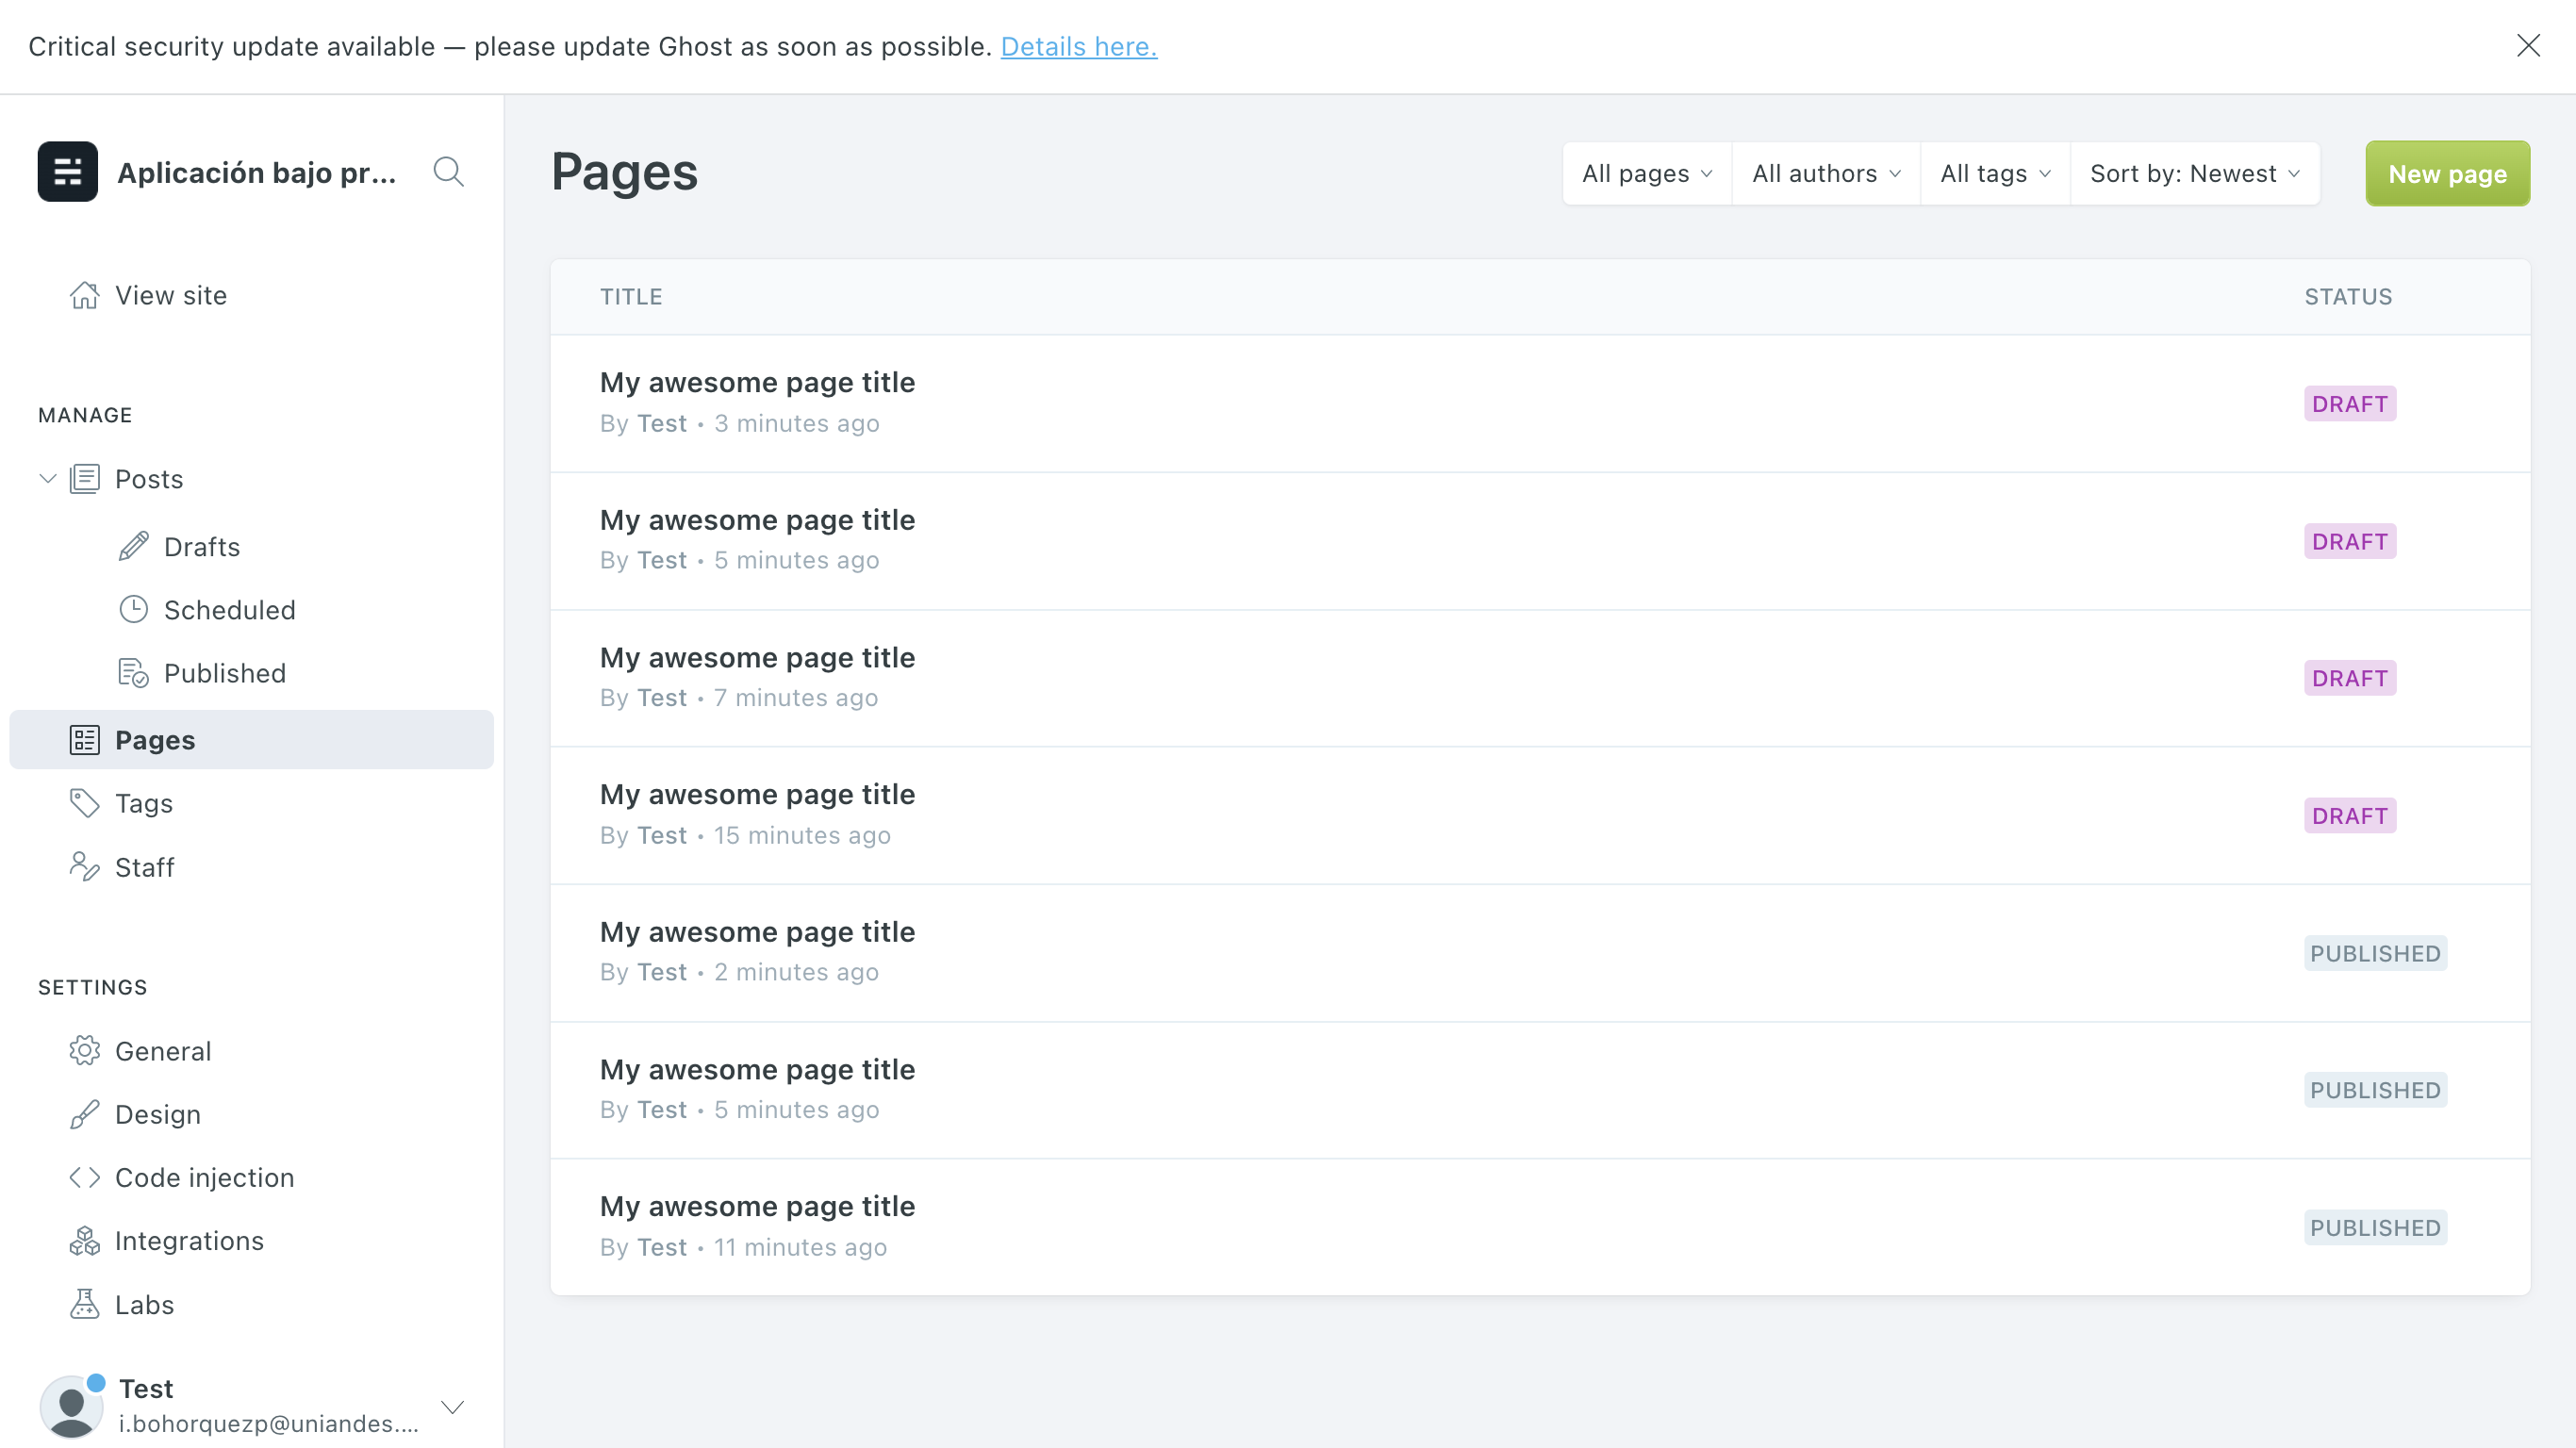 Critical security update available — please update Ghost as soon as possible. Details here.
Aplicación bajo pr...
View site
MANAGE
Posts
Drafts
Scheduled
Published
Pages
Tags
Staff
SETTINGS
General
Design
Code injection
Integrations
Labs
Test
i.bohorquezp@uniandes....
Pages
All pages
All authors
All tags
Sort by: Newest
New page
TITLE STATUS
My awesome page title
By Test • 3 minutes ago
DRAFT
My awesome page title
By Test • 5 minutes ago
DRAFT
My awesome page title
By Test • 7 minutes ago
DRAFT
My awesome page title
By Test • 15 minutes ago
DRAFT
My awesome page title
By Test • 2 minutes ago
PUBLISHED
My awesome page title
By Test • 5 minutes ago
PUBLISHED
My awesome page title
By Test • 11 minutes ago
PUBLISHED